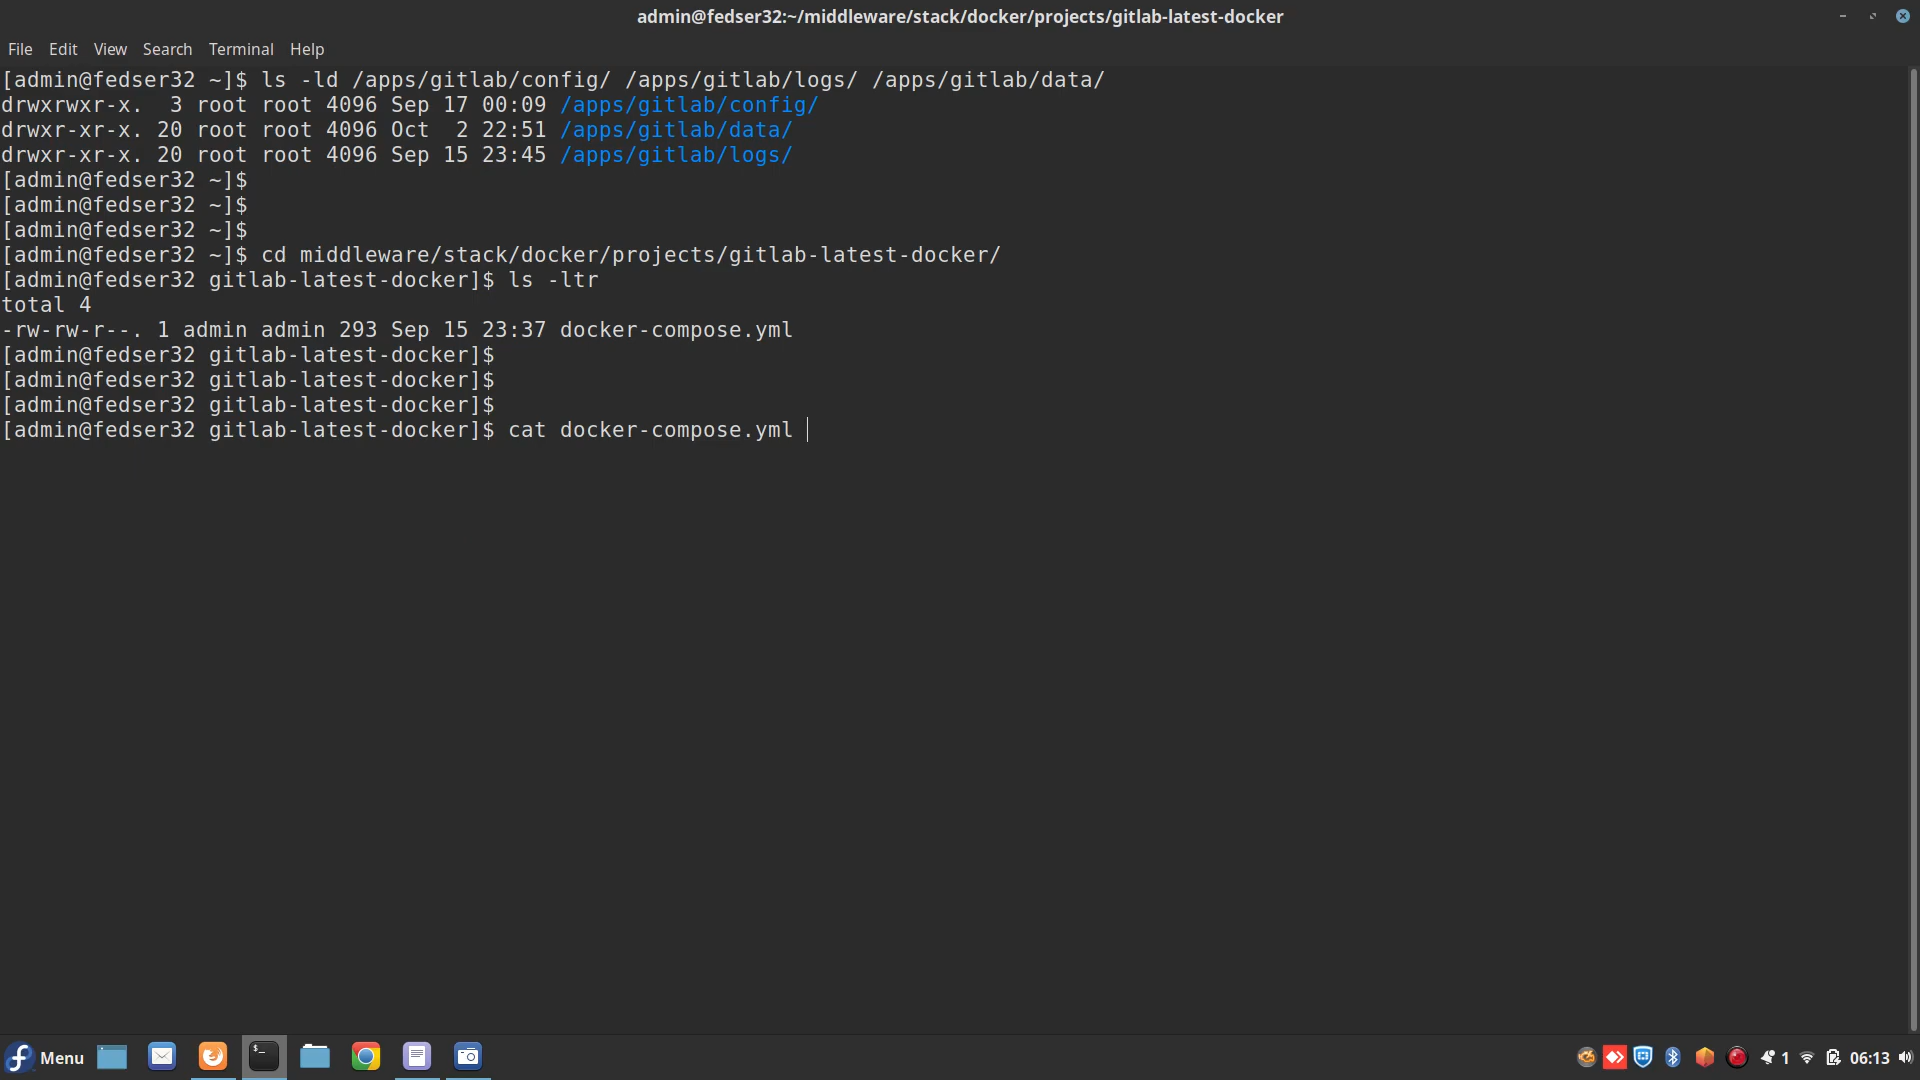 admin@fedser32:~/middleware/stack/docker/projects/gitlab-latest-docker
File Edit View Search Terminal Help
[admin@fedser32 ~]$ ls -ld /apps/gitlab/config/ /apps/gitlab/logs/ /apps/gitlab/data/
drwxrwxr-x.  3 root root 4096 Sep 17 00:09 /apps/gitlab/config/
drwxr-xr-x. 20 root root 4096 Oct  2 22:51 /apps/gitlab/data/
drwxr-xr-x. 20 root root 4096 Sep 15 23:45 /apps/gitlab/logs/
[admin@fedser32 ~]$
[admin@fedser32 ~]$
[admin@fedser32 ~]$
[admin@fedser32 ~]$ cd middleware/stack/docker/projects/gitlab-latest-docker/
[admin@fedser32 gitlab-latest-docker]$ ls -ltr
total 4
-rw-rw-r--. 1 admin admin 293 Sep 15 23:37 docker-compose.yml
[admin@fedser32 gitlab-latest-docker]$
[admin@fedser32 gitlab-latest-docker]$
[admin@fedser32 gitlab-latest-docker]$
[admin@fedser32 gitlab-latest-docker]$ cat docker-compose.yml
Menu 1 06:13